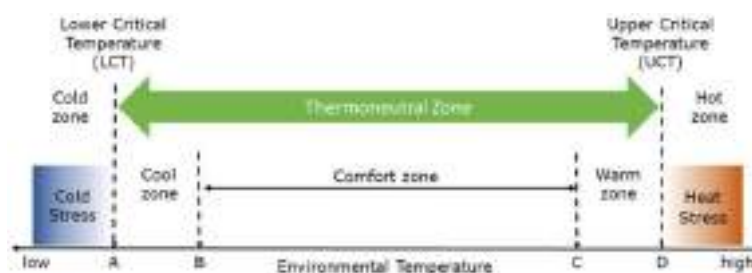 Lower Critical
Temperature
(LCT)
Upper Critical
Temperature
(UCT)
Cold
zone
Thermoneutral Zone
Hot
zone
Cool
zone
Comfort zone
Warm
zone
Cold
Stress
Heat
Stress
low
A
B
Environmental Temperature
C
D
high